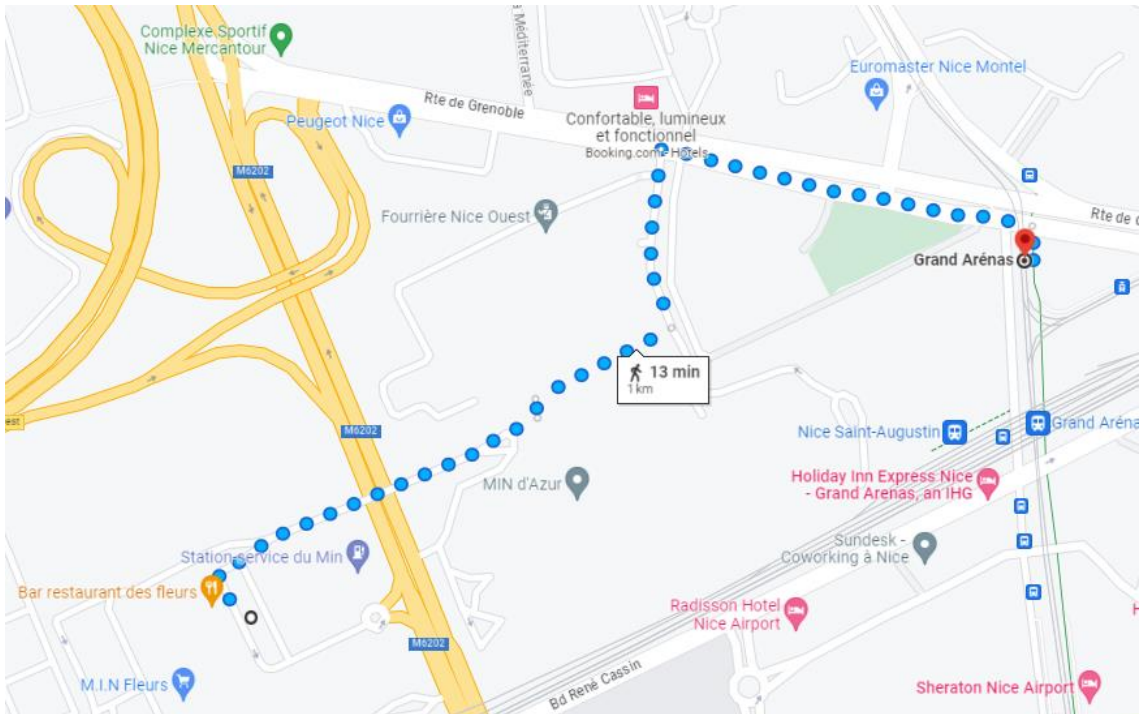 Complexe Sportif
Nice Mercantour
a Méditerranée
Euromaster Nice Montel
Rte de Grenoble
Peugeot Nice
Confortable, lumineux
et fonctionnel
Booking.com Hotels
M6202
Fourrière Nice Ouest
Rte de
Grand Arénas
13 min
1 km
est
M6202
Nice Saint-Augustin
Grand Aréna
MIN d'Azur
Holiday Inn Express Nice
- Grand Arenas, an IHG
Station-service du Min
Sundesk -
Coworking à Nice
Bar restaurant des fleurs
Radisson Hotel
Nice Airport
H
M6202
Bd René Cassin
M.I.N Fleurs
Sheraton Nice Airport